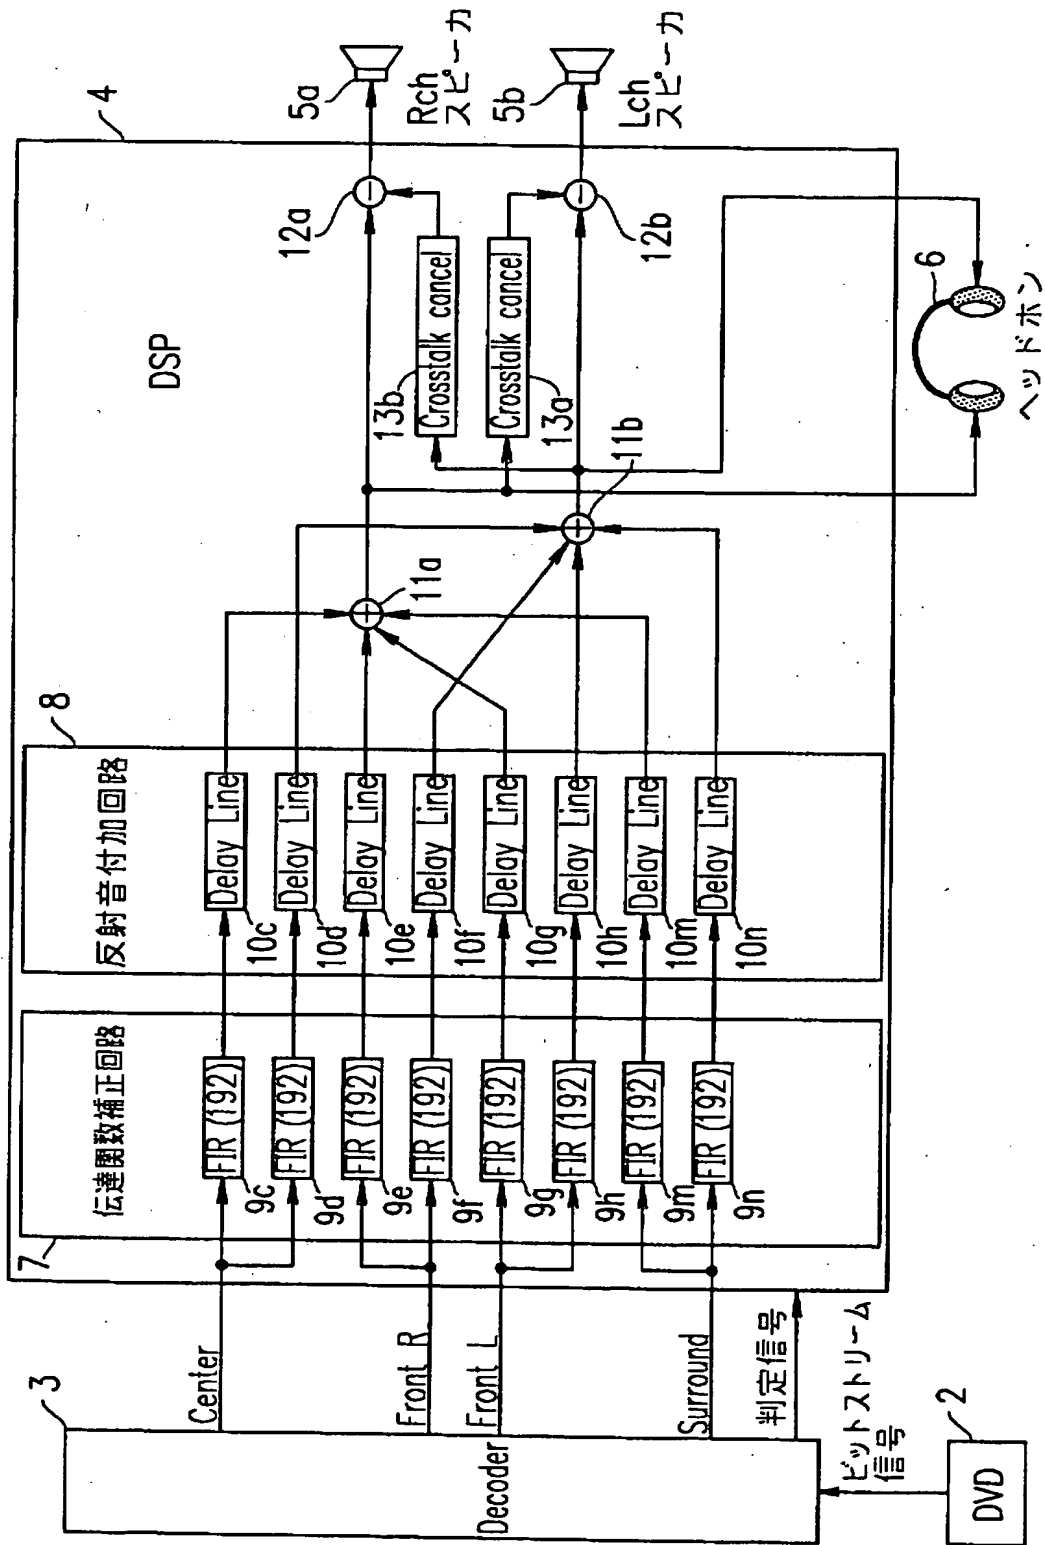 DVD
2
ビットストリーム
信号
3
Decoder
Center
Front R
Front L
Surround
判定信号
4
DSP
7
伝達関数補正回路
FIR (192)
9c
FIR (192)
9d
FIR (192)
9e
FIR (192)
9f
FIR (192)
9g
FIR (192)
9h
FIR (192)
9m
FIR (192)
9n
8
反射音付加回路
Delay Line
10c
Delay Line
10d
Delay Line
10e
Delay Line
10f
Delay Line
10g
Delay Line
10h
Delay Line
10m
Delay Line
10n
11a
11b
13b
Crosstalk cancel
Crosstalk cancel
13a
12a
12b
5a
Rch
スピーカ
5b
Lch
スピーカ
6
ヘッドホン